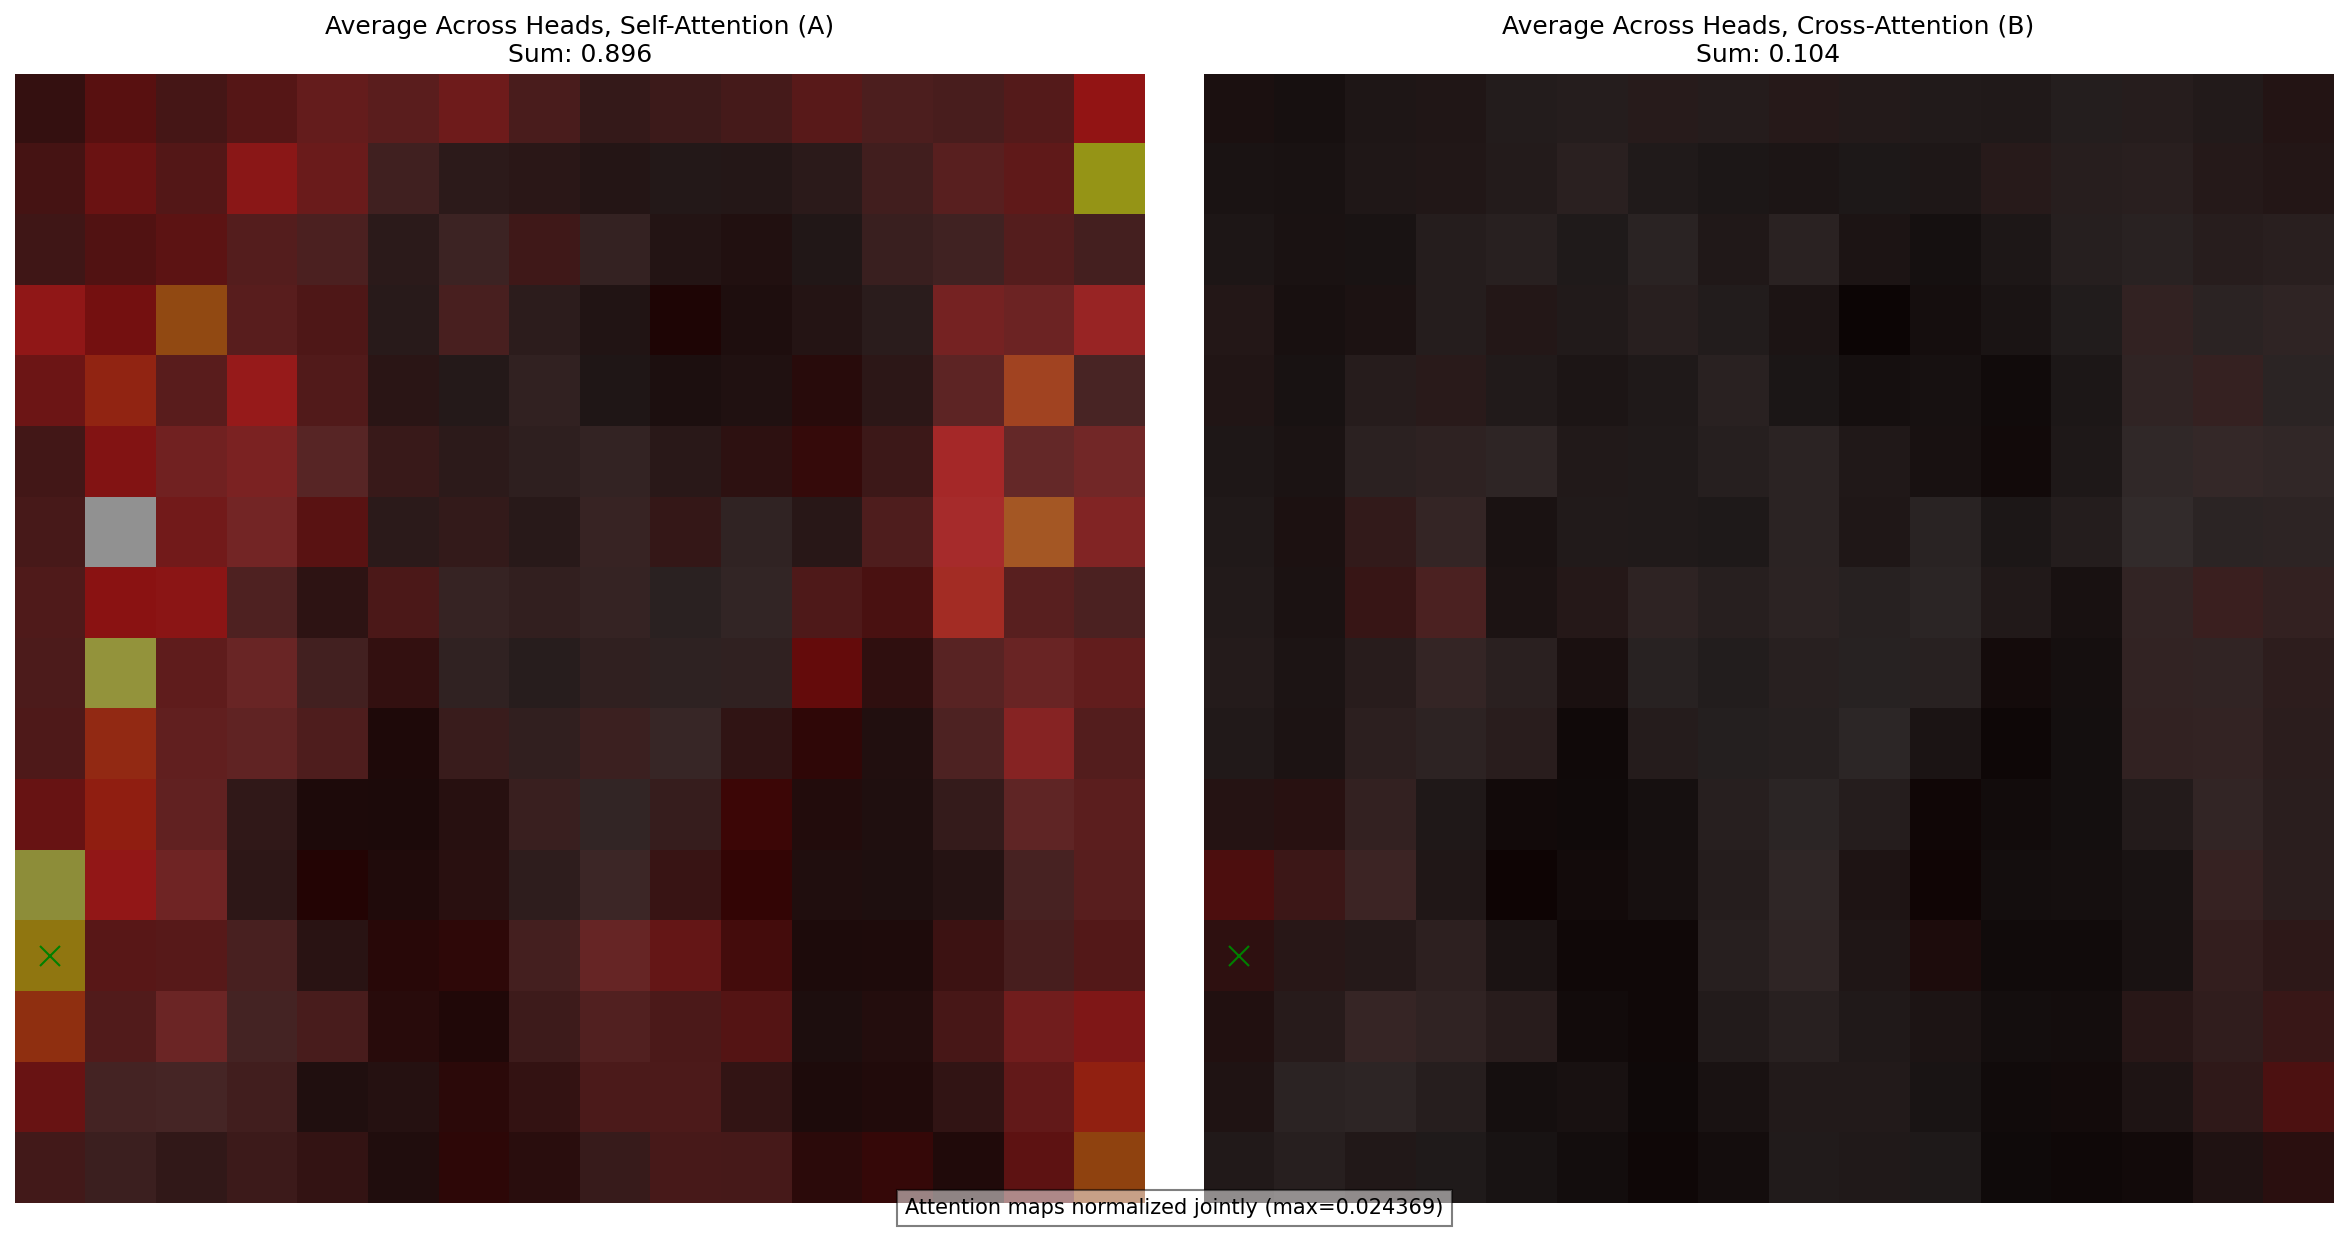 Average Across Heads, Self-Attention (A)
Sum: 0.896
Average Across Heads, Cross-Attention (B)
Sum: 0.104
Attention maps normalized jointly (max=0.024369)